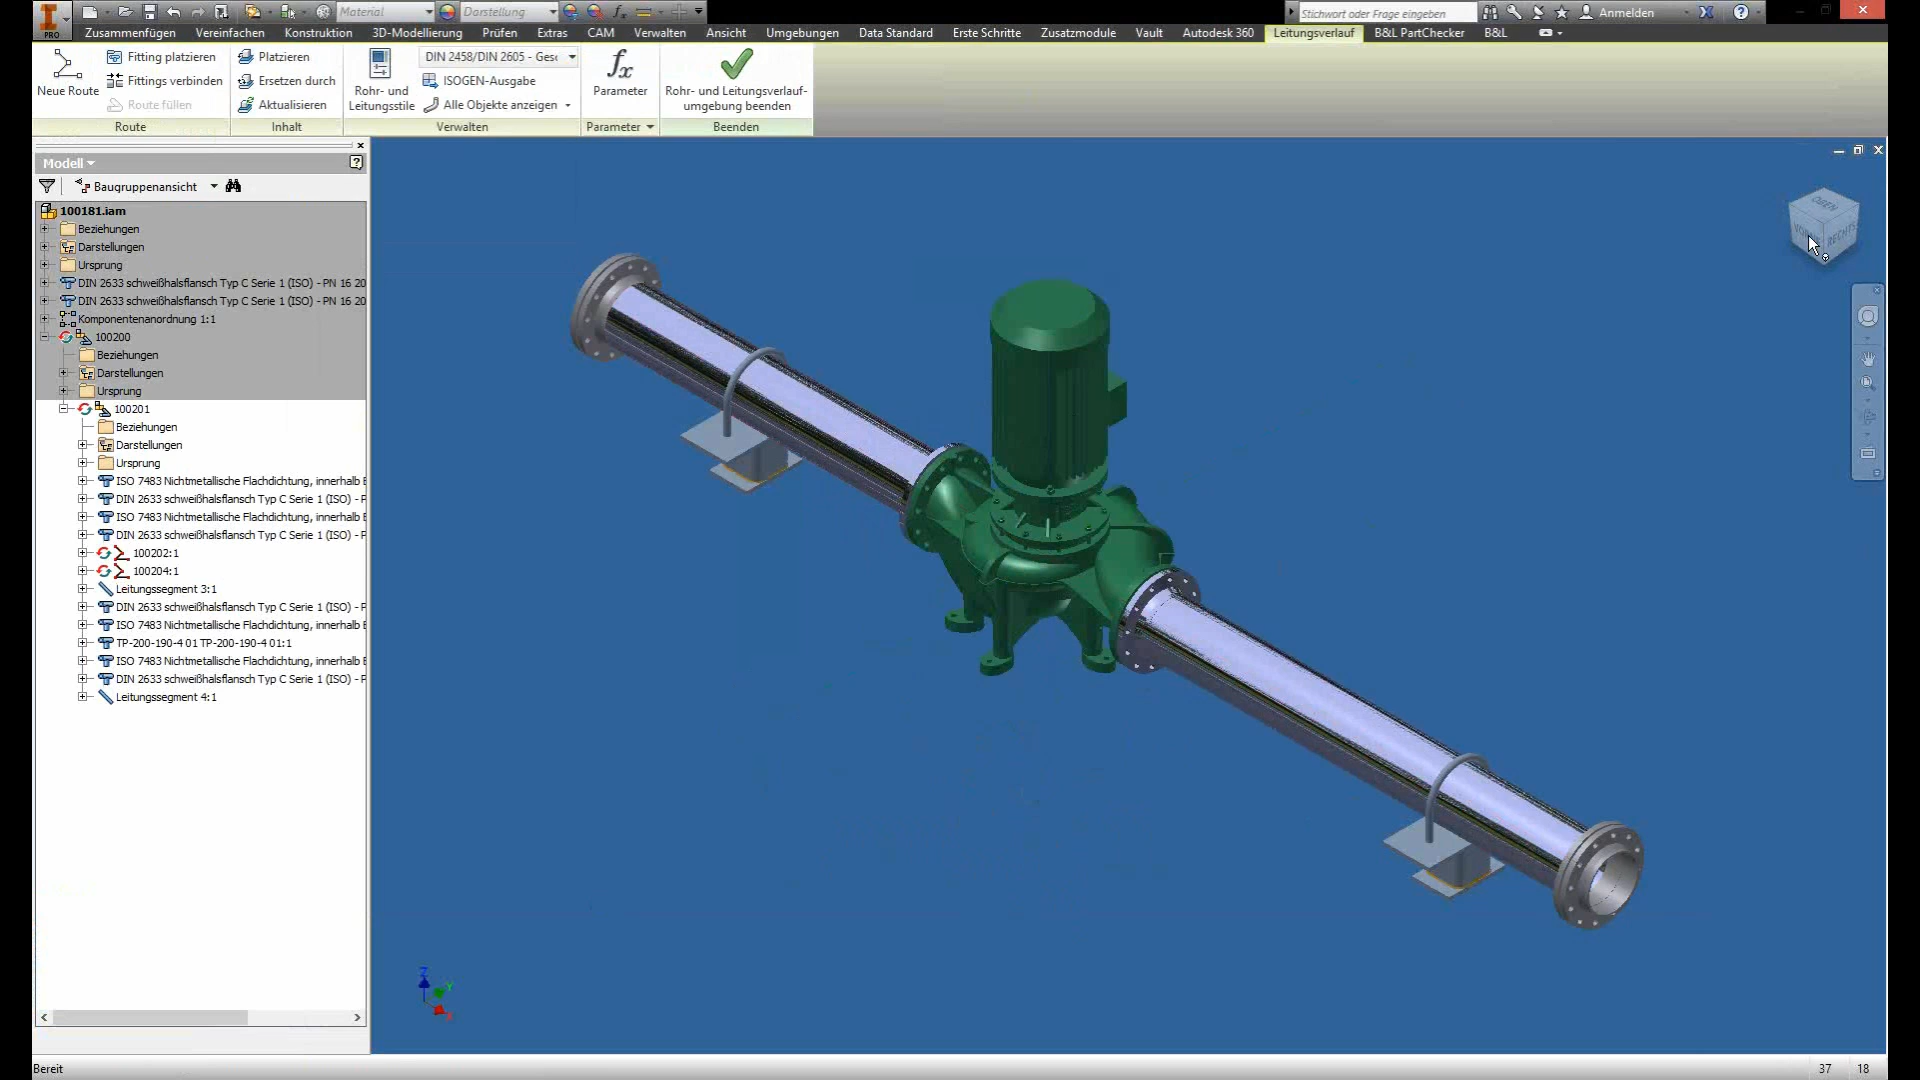 PRO
Material
Darstellung
Stichwort oder Frage eingeben
Anmelden
Zusammenfügen Vereinfachen Konstruktion 3D-Modellierung Prüfen Extras CAM Verwalten Ansicht Umgebungen Data Standard Erste Schritte Zusatzmodule Vault Autodesk 360 Leitungsverlauf B&L PartChecker B&L
Neue Route
Fitting platzieren
Fittings verbinden
Route füllen
Route
Platzieren
Ersetzen durch
Aktualisieren
Inhalt
Rohr- und
Leitungsstile
DIN 2458/DIN 2605 - Gesc
ISOGEN-Ausgabe
Alle Objekte anzeigen
Verwalten
fx
Parameter
Parameter
Rohr- und Leitungsverlauf-
umgebung beenden
Beenden
Modell
Baugruppenansicht
100181.iam
Beziehungen
Darstellungen
Ursprung
DIN 2633 schweißhalsflansch Typ C Serie 1 (ISO) - PN 16 20
DIN 2633 schweißhalsflansch Typ C Serie 1 (ISO) - PN 16 20
Komponentenanordnung 1:1
100200
Beziehungen
Darstellungen
Ursprung
100201
Beziehungen
Darstellungen
Ursprung
ISO 7483 Nichtmetallische Flachdichtung, innerhalb B
DIN 2633 schweißhalsflansch Typ C Serie 1 (ISO) - P
ISO 7483 Nichtmetallische Flachdichtung, innerhalb B
DIN 2633 schweißhalsflansch Typ C Serie 1 (ISO) - P
100202:1
100204:1
Leitungssegment 3:1
DIN 2633 schweißhalsflansch Typ C Serie 1 (ISO) - P
ISO 7483 Nichtmetallische Flachdichtung, innerhalb B
TP-200-190-4 01 TP-200-190-4 01:1
ISO 7483 Nichtmetallische Flachdichtung, innerhalb B
DIN 2633 schweißhalsflansch Typ C Serie 1 (ISO) - P
Leitungssegment 4:1
OBEN
RECHTS
Z
Y
X
Bereit
37 18